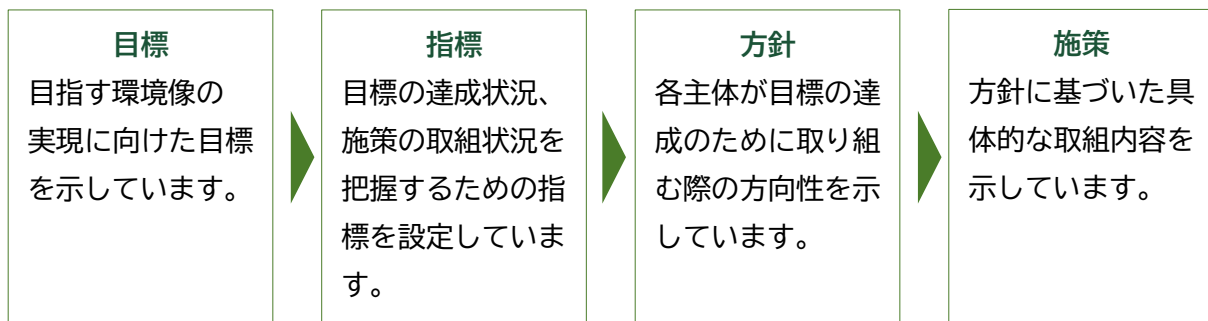 目標
目指す環境像の
実現に向けた目標
を示しています。
指標
目標の達成状況、
施策の取組状況を
把握するための指
標を設定していま
す。
方針
各主体が目標の達
成のために取り組
む際の方向性を示
しています。
施策
方針に基づいた具
体的な取組内容を
示しています。